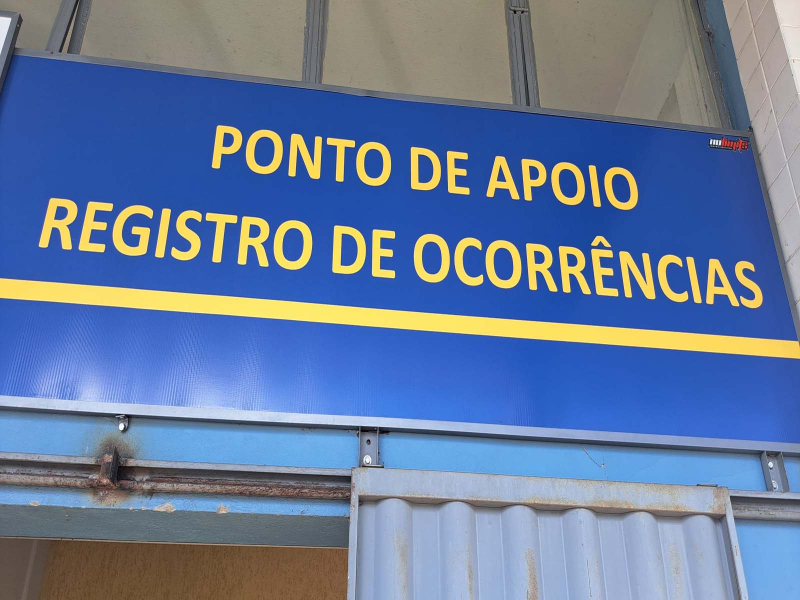 PONTO DE APOIO
REGISTRO DE OCORRÊNCIAS